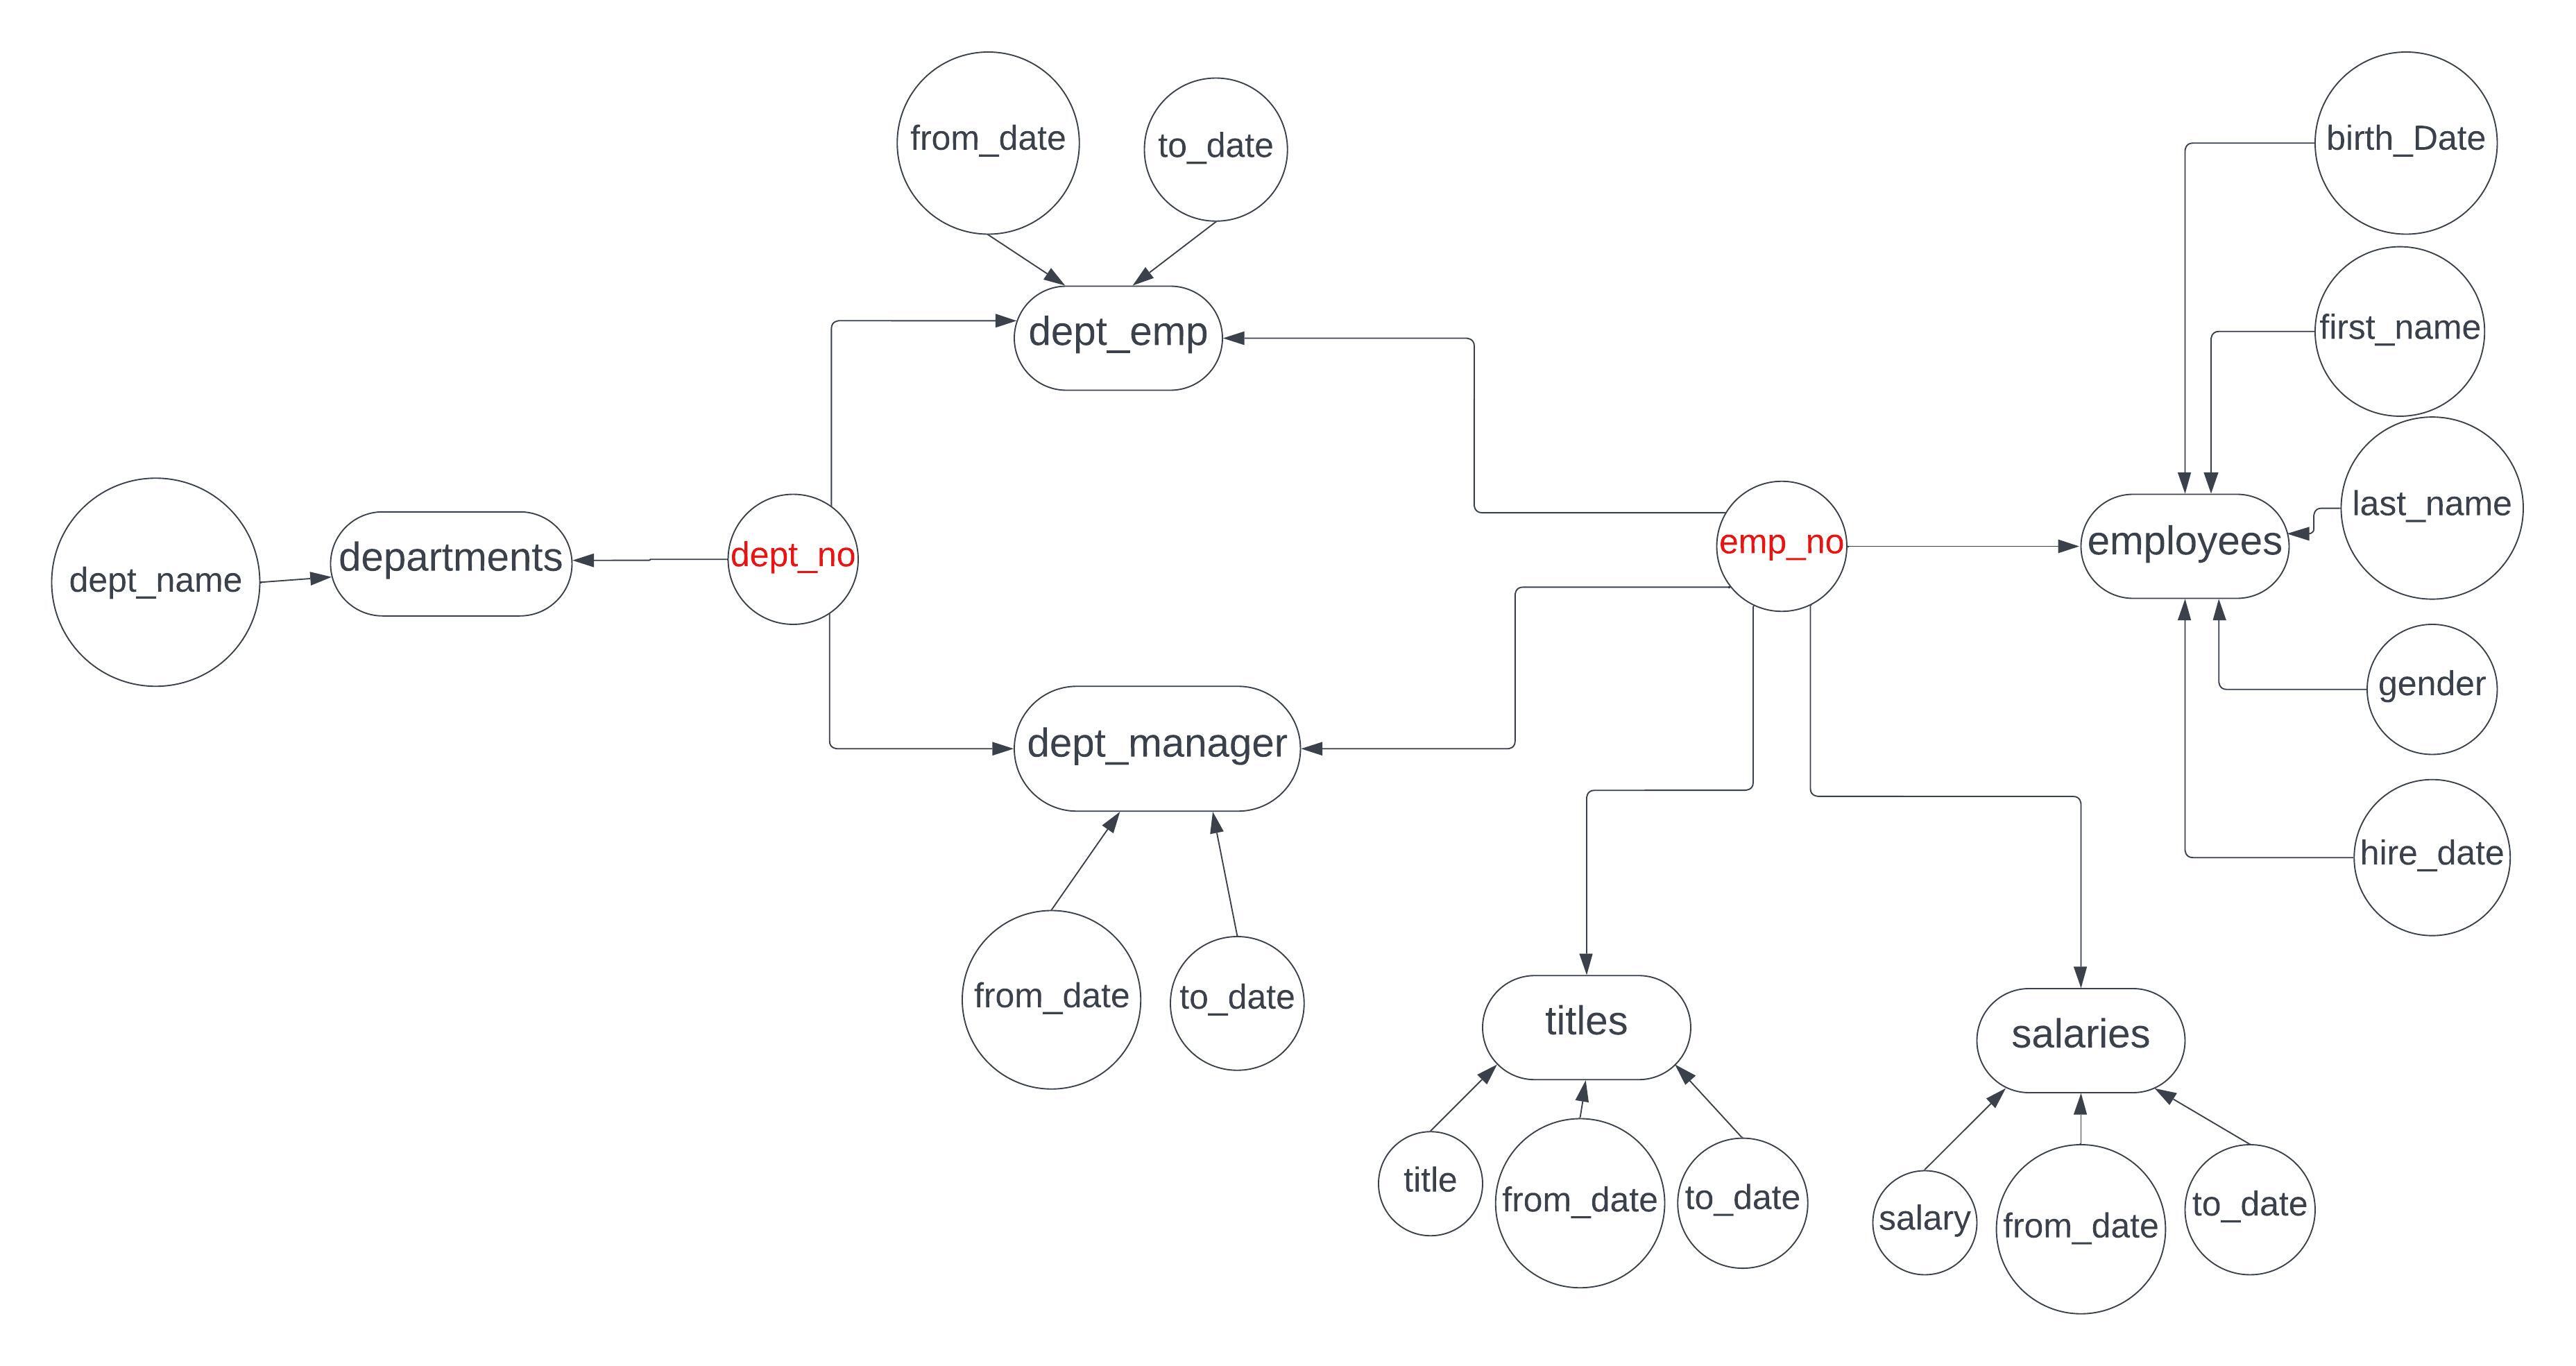 from_date
to_date
birth_Date
dept_emp
first_name
last_name
dept_name
departments
dept_no
emp_no
employees
gender
dept_manager
hire_date
from_date
to_date
titles
salaries
title
from_date
to_date
salary
from_date
to_date